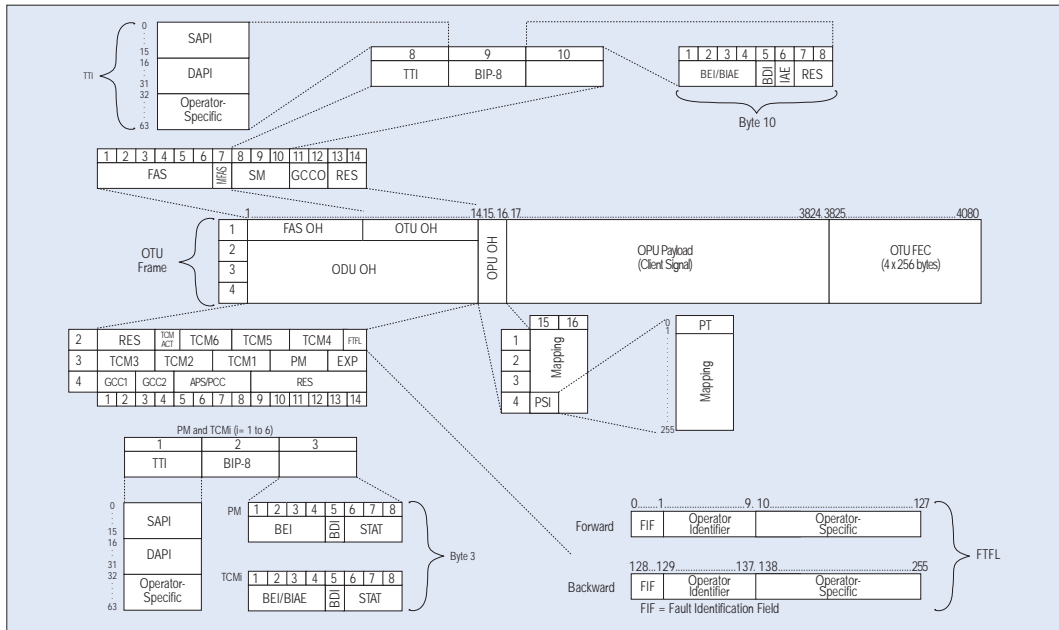 TTi
0
15
16
31
32
63
SAPI
DAPI
Operator-
Specific
8 9 10
TTI BIP-8
1 2 3 4 5 6 7 8
BEI/BIAE BDI IAE RES
Byte 10
1 2 3 4 5 6 7 8 9 10 11 12 13 14
FAS MFAS SM GCCO RES
1 14.15.16.17 3824.3825 4080
OTU
Frame
1 FAS OH OTU OH
2
3
4
ODU OH
OPU OH
OPU Payload
(Client Signal)
OTU FEC
(4 x 256 bytes)
2 RES TCM ACT TCM6 TCM5 TCM4 FTFL
3 TCM3 TCM2 TCM1 PM EXP
4 GCC1 GCC2 APS/PCC RES
1 2 3 4 5 6 7 8 9 10 11 12 13 14
15 16
1
2
3
4
Mapping
PSI
0
1
255
PT
Mapping
PM and TCMi (i= 1 to 6)
1 2 3
TTI BIP-8
0
15
16
31
32
63
SAPI
DAPI
Operator-
Specific
PM
1 2 3 4 5 6 7 8
BEI BDI STAT
TCMi
1 2 3 4 5 6 7 8
BEI/BIAE BDI STAT
Byte 3
0......1..............................9.10......................................................127
Forward FIF Operator Identifier Operator-Specific
128...129........................137.138..................................................255
Backward FIF Operator Identifier Operator-Specific
FIF = Fault Identification Field
FTFL